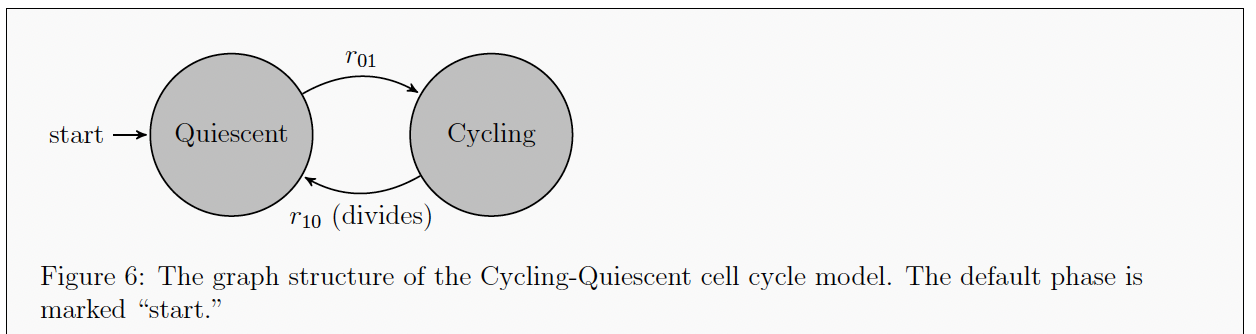 r01
start
Quiescent
Cycling
r10 (divides)
Figure 6: The graph structure of the Cycling-Quiescent cell cycle model. The default phase is
marked “start.”